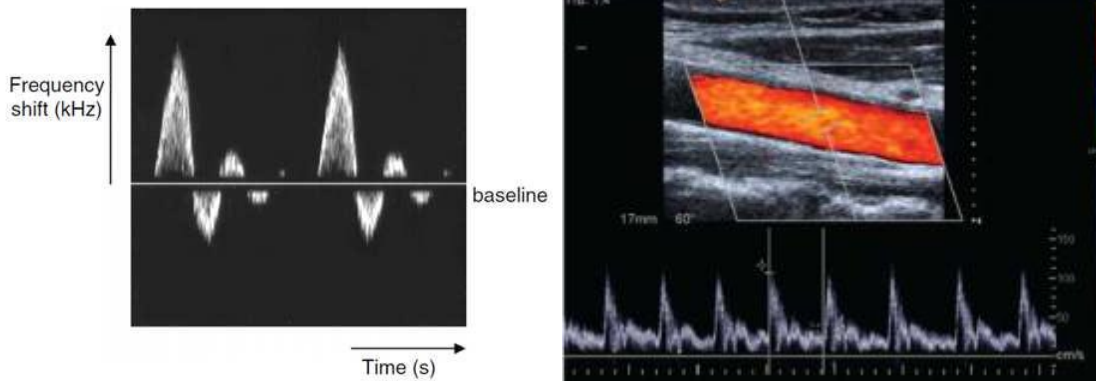 Frequency
shift (kHz)
baseline
Time (s)
17mm 60°
150
100
50
cm/s